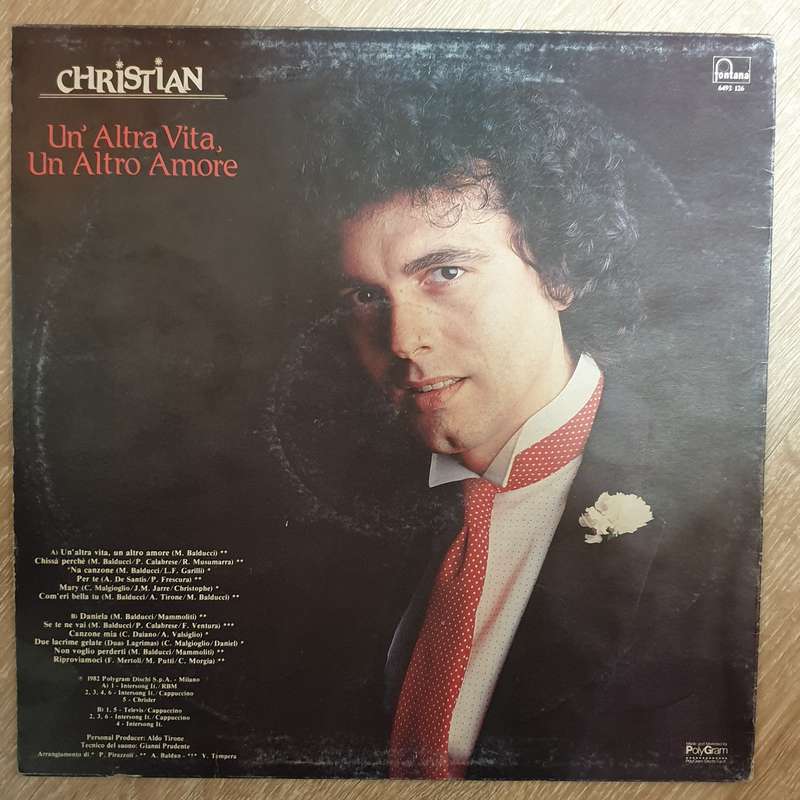 CHRISTIAN
Un' Altra Vita,
Un Altro Amore
fontana
6492 126
A) Un'altra vita, un altro amore (M. Balducci) **
Chissà perchè (M. Balducci/P. Calabrese/R. Musumarra) **
'Na canzone (M. Balducci/L.F. Garilli) *
Per te (A. De Santis/P. Frescura) **
Mary (C. Malgioglio/J.M. Jarre/Christophe) *
Com'eri bella tu (M. Balducci/A. Tirone/M. Balducci) **
B) Daniela (M. Balducci/Mammoliti) **
Se te ne vai (M. Balducci/P. Calabrese/F. Ventura) ***
Canzone mia (C. Daiano/A. Valsiglio) *
Due lacrime gelate (Duas Lagrimas) (C. Malgioglio/Daniel) *
Non voglio perderti (M. Balducci/Mammoliti) **
Riproviamoci (F. Mertoli/M. Putti/C. Morgia) **
℗ 1982 Polygram Dischi S.p.A. - Milano
A) 1 - Intersong It./RBM
2, 3, 4, 6 - Intersong It./Cappuccino
5 - Chrisler
B) 1, 5 - Televis/Cappuccino
2, 3, 6 - Intersong It./Cappuccino
4 - Intersong It.
Personal Producer: Aldo Tirone
Tecnico del suono: Gianni Prudente
Arrangiamento di * P. Pirazzoli - ** A. Baldan - *** V. Tempera
PolyGram